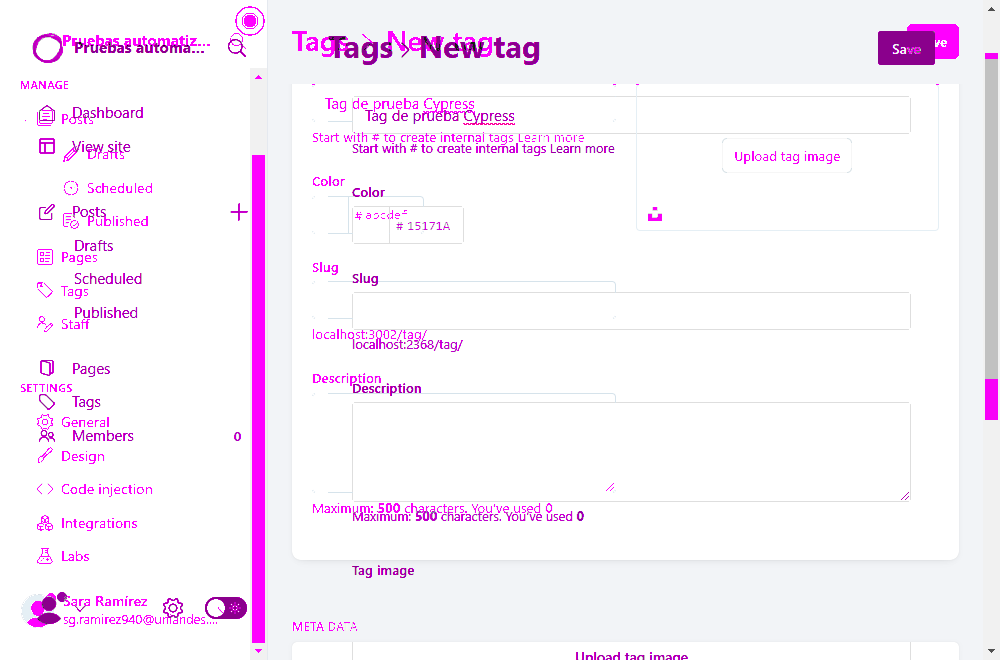 Pruebas automatiz...
Pruebas automa...
Tags > New tag
Tags > New tag
Save
Save
MANAGE
Dashboard
Posts
View site
Drafts
Scheduled
Posts
Published
Drafts
Pages
Scheduled
Tags
Published
Staff
Pages
SETTINGS
Tags
General
Members 0
Design
Code injection
Integrations
Labs
Sara Ramírez
sg.ramirez940@uniandes....
Tag de prueba Cypress
Tag de prueba Cypress
Start with # to create internal tags Learn more
Start with # to create internal tags Learn more
Upload tag image
Color
Color
# abcdef
# 15171A
Slug
Slug
localhost:3002/tag/
localhost:2368/tag/
Description
Description
Maximum: 500 characters. You've used 0
Maximum: 500 characters. You've used 0
Tag image
META DATA
Upload tag image